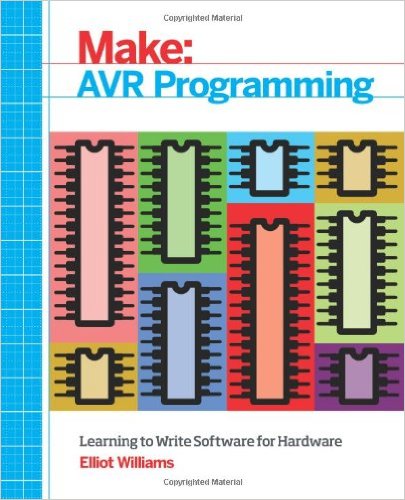 Copyrighted Material
Make:
AVR Programming
Learning to Write Software for Hardware
Elliot Williams
Copyrighted Material